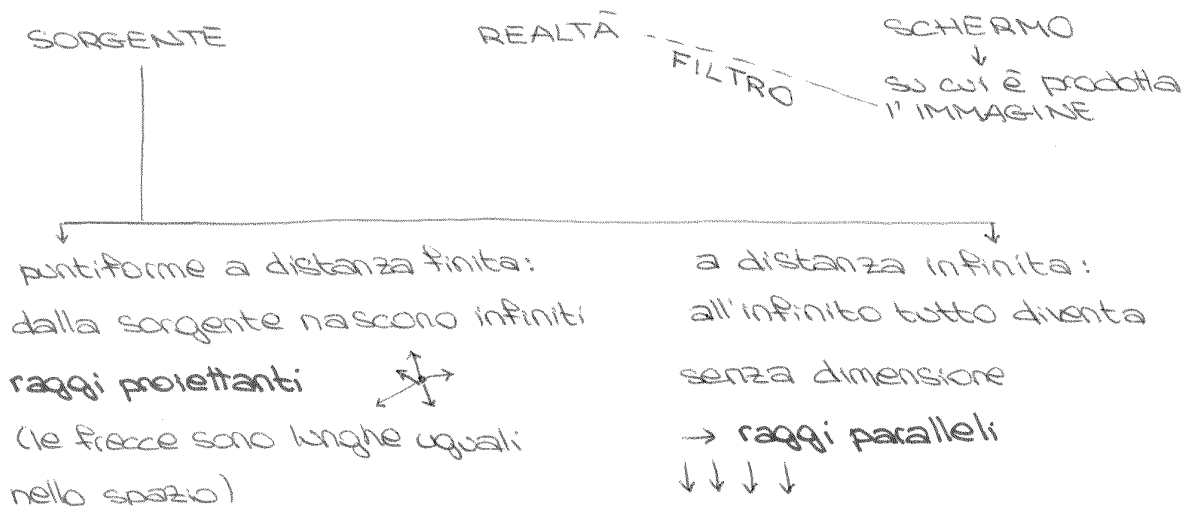 SORGENTE
REALTÀ
FILTRO
SCHERMO
su cui è prodotta
l'IMMAGINE
puntiforme a distanza finita:
dalla sorgente nascono infiniti
raggi proiettanti
(le frecce sono lunghe uguali
nello spazio)
a distanza infinita:
all'infinito tutto diventa
senza dimensione
→ raggi paralleli